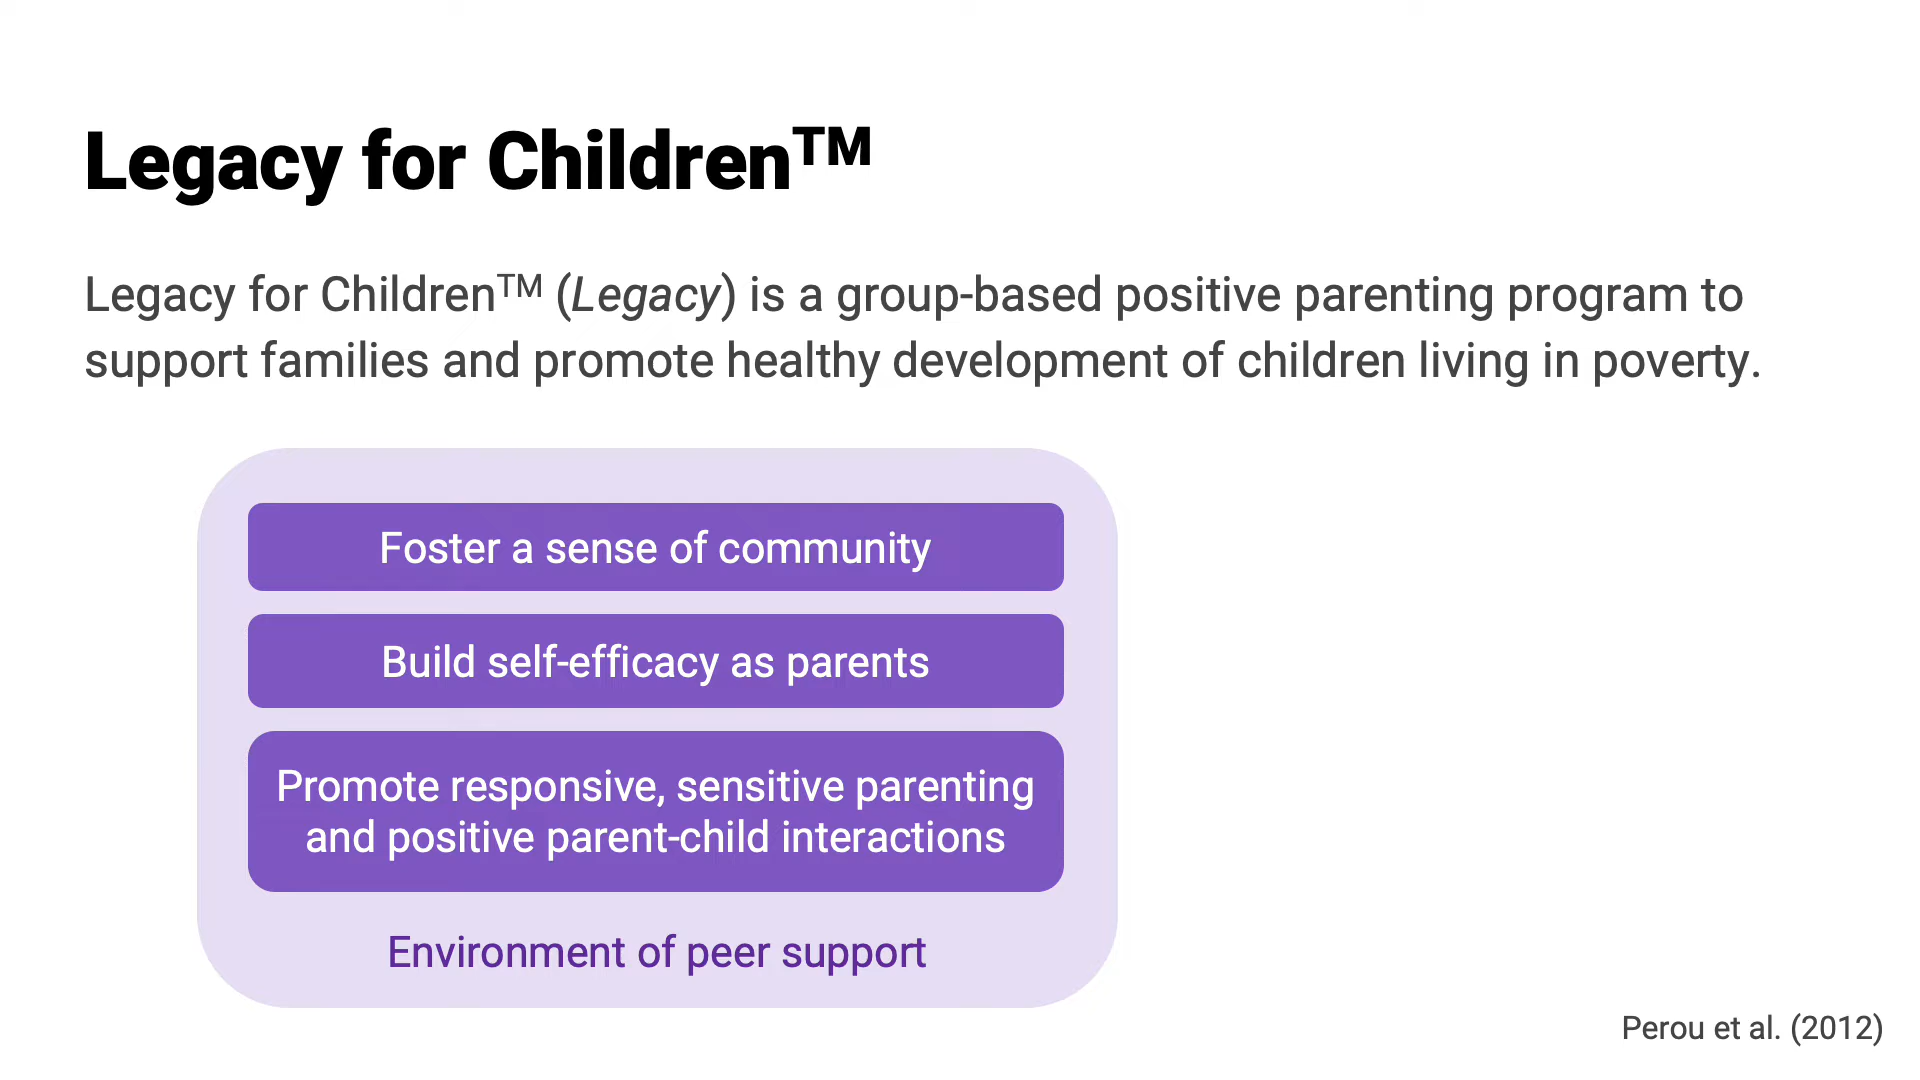 Legacy for Children™
Legacy for Children™ (Legacy) is a group-based positive parenting program to
support families and promote healthy development of children living in poverty.
Foster a sense of community
Build self-efficacy as parents
Promote responsive, sensitive parenting
and positive parent-child interactions
Environment of peer support
Perou et al. (2012)